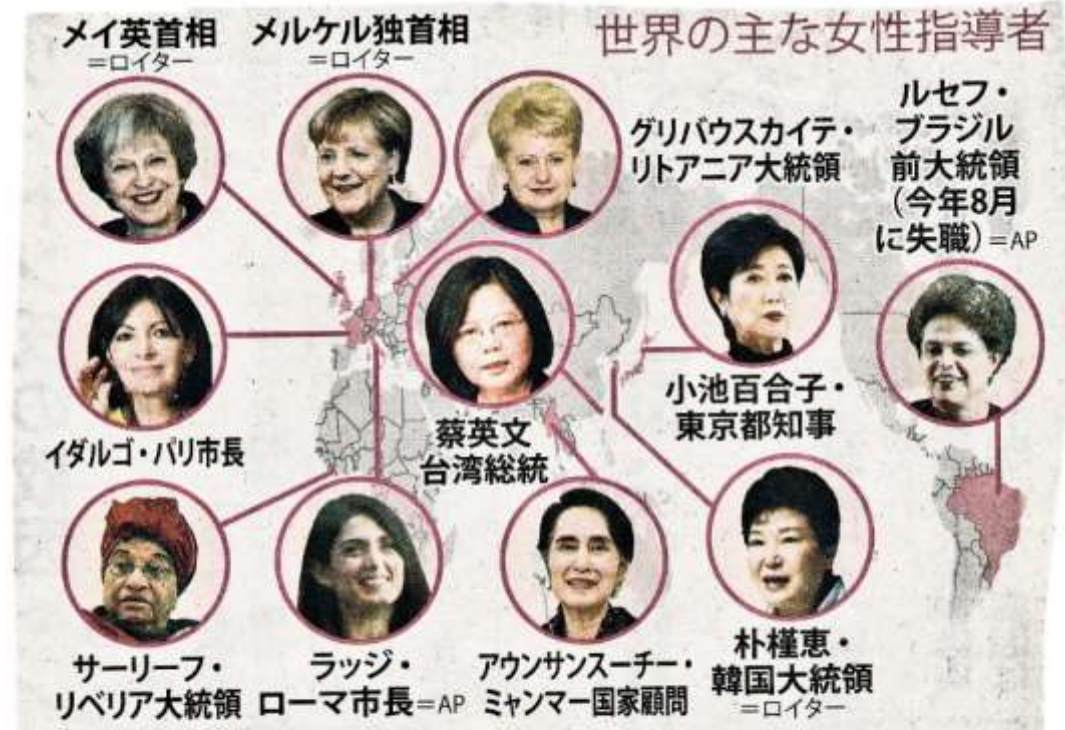 世界の主な女性指導者
メイ英首相
=ロイター
メルケル独首相
=ロイター
グリバウスカイテ・
リトアニア大統領
ルセフ・
ブラジル
前大統領
(今年8月
に失職)=AP
イダルゴ・パリ市長
蔡英文
台湾総統
小池百合子・
東京都知事
サーリーフ・
リベリア大統領
ラッジ・
ローマ市長=AP
アウンサンスーチー・
ミャンマー国家顧問
朴槿恵・
韓国大統領
=ロイター